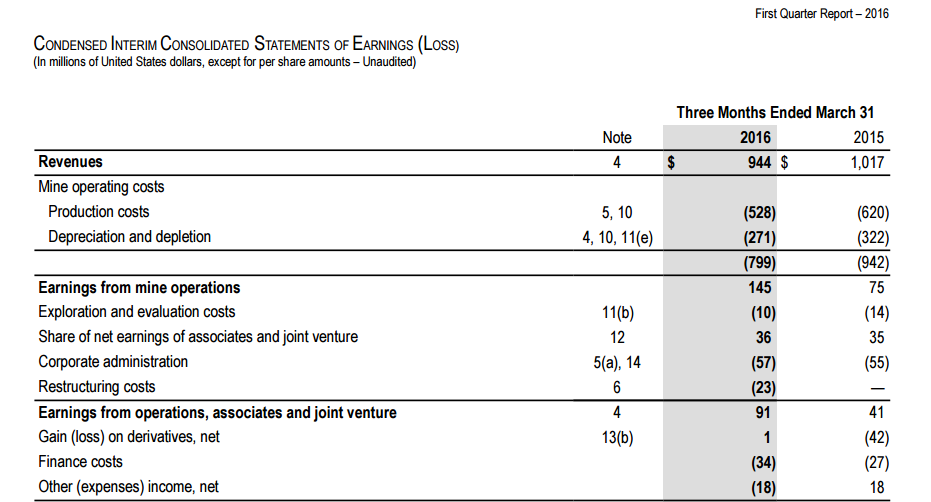 First Quarter Report – 2016
CONDENSED INTERIM CONSOLIDATED STATEMENTS OF EARNINGS (LOSS)
(In millions of United States dollars, except for per share amounts – Unaudited)
Three Months Ended March 31
Note 2016 2015
Revenues 4 $ 944 $ 1,017
Mine operating costs
Production costs 5, 10 (528) (620)
Depreciation and depletion 4, 10, 11(e) (271) (322)
(799) (942)
Earnings from mine operations 145 75
Exploration and evaluation costs 11(b) (10) (14)
Share of net earnings of associates and joint venture 12 36 35
Corporate administration 5(a), 14 (57) (55)
Restructuring costs 6 (23) —
Earnings from operations, associates and joint venture 4 91 41
Gain (loss) on derivatives, net 13(b) 1 (42)
Finance costs (34) (27)
Other (expenses) income, net (18) 18